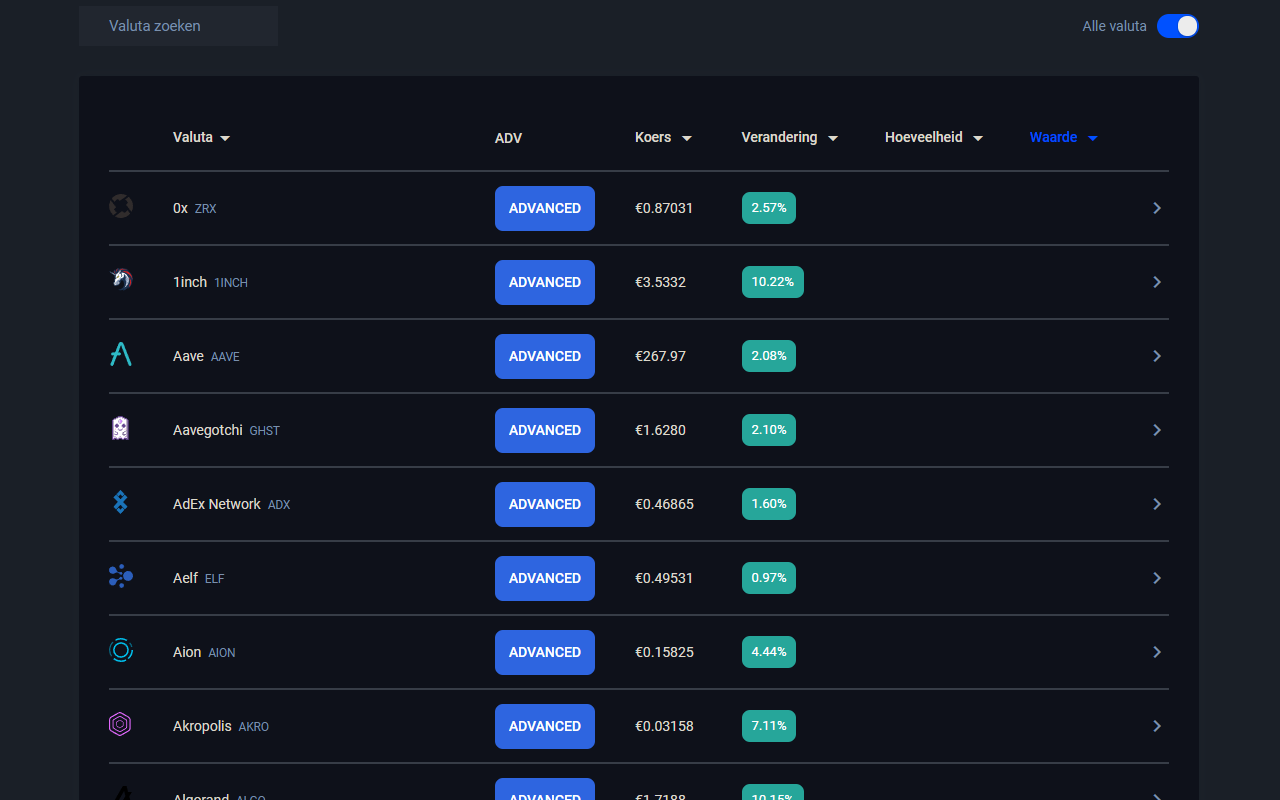 Valuta zoeken
Alle valuta
Valuta ADV Koers Verandering Hoeveelheid Waarde
0x ZRX ADVANCED €0.87031 2.57%
1inch 1INCH ADVANCED €3.5332 10.22%
Aave AAVE ADVANCED €267.97 2.08%
Aavegotchi GHST ADVANCED €1.6280 2.10%
AdEx Network ADX ADVANCED €0.46865 1.60%
Aelf ELF ADVANCED €0.49531 0.97%
Aion AION ADVANCED €0.15825 4.44%
Akropolis AKRO ADVANCED €0.03158 7.11%
Algorand ALGO ADVANCED €1.7188 10.15%